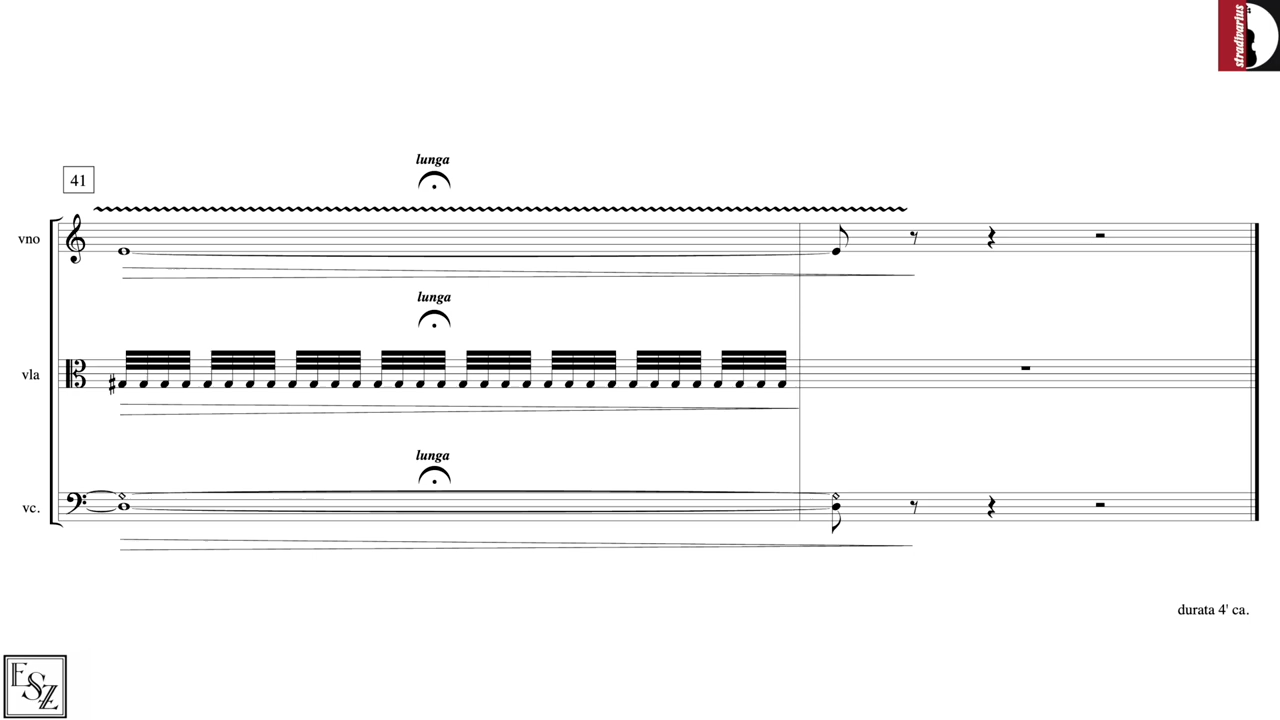 stradivarius
lunga
41
vno
lunga
vla
lunga
vc.
durata 4' ca.
ESZ